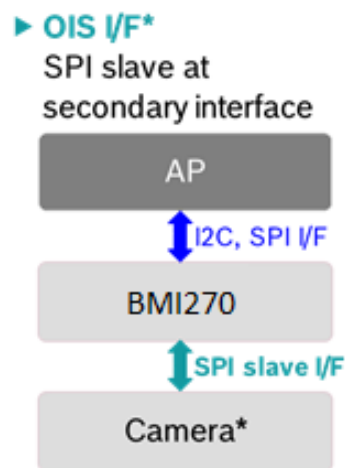 ▶ OIS I/F*
SPI slave at
secondary interface
AP
I2C, SPI I/F
BMI270
SPI slave I/F
Camera*